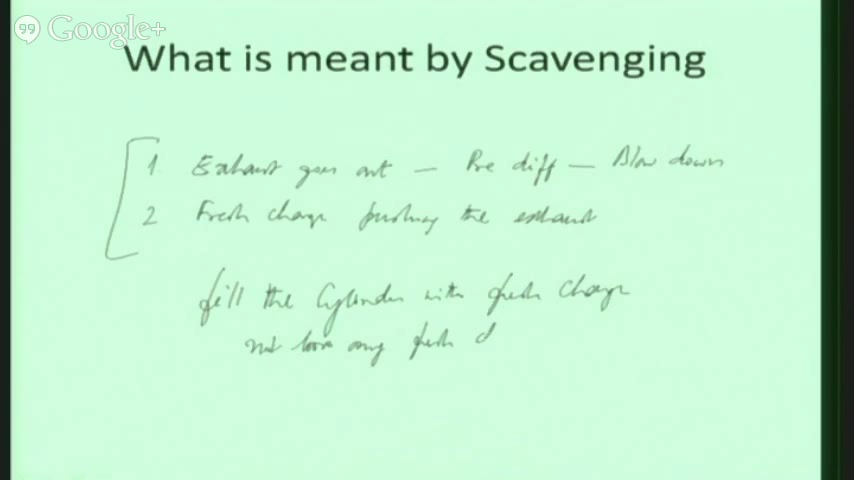 Google+
What is meant by Scavenging
1. Exhaust goes out — Pre diff — Blow down
2 Fresh charge pushing the exhaust
fill the Cylinder with fresh charge
not lose any fresh c